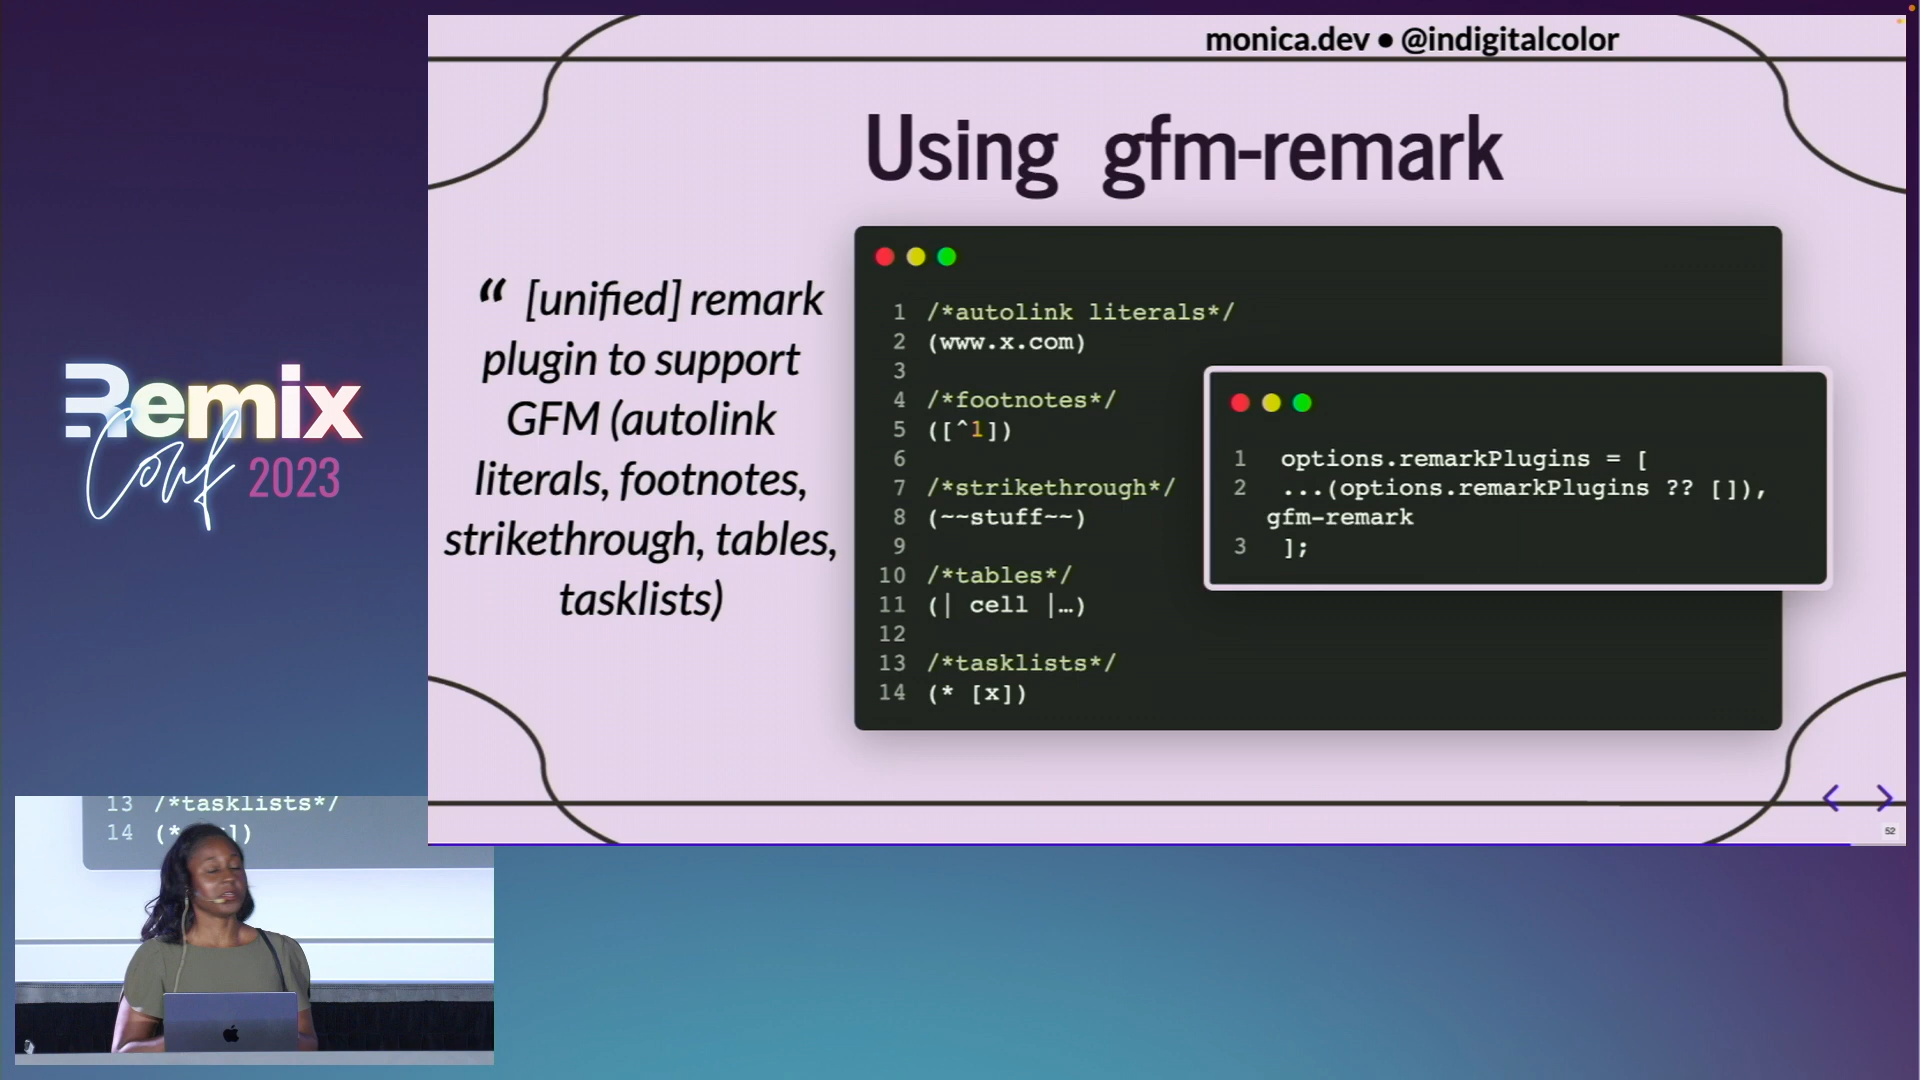 monica.dev ● @indigitalcolor
Using gfm-remark
“ [unified] remark
plugin to support
GFM (autolink
literals, footnotes,
strikethrough, tables,
tasklists)
1 /*autolink literals*/
2 (www.x.com)
3
4 /*footnotes*/
5 ([^1])
6
7 /*strikethrough*/
8 (~~stuff~~)
9
10 /*tables*/
11 (| cell |…)
12
13 /*tasklists*/
14 (* [x])
1 options.remarkPlugins = [
2 ...(options.remarkPlugins ?? []),
gfm-remark
3 ];
52
Remix
Conf 2023
13 /*tasklists*/
14 (*
])